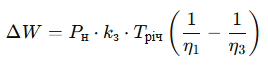 ΔW = Pн · kз · Tріч (1/η1 − 1/η3)